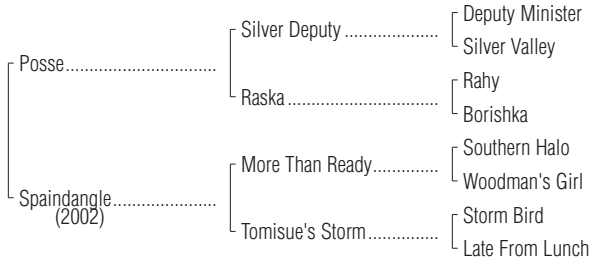 Deputy Minister
Silver Deputy ....................
Silver Valley
Posse................................
Rahy
Raska ................................
Borishka
Southern Halo
More Than Ready..............
Woodman's Girl
Spaindangle......................
(2002)
Storm Bird
Tomisue's Storm...............
Late From Lunch